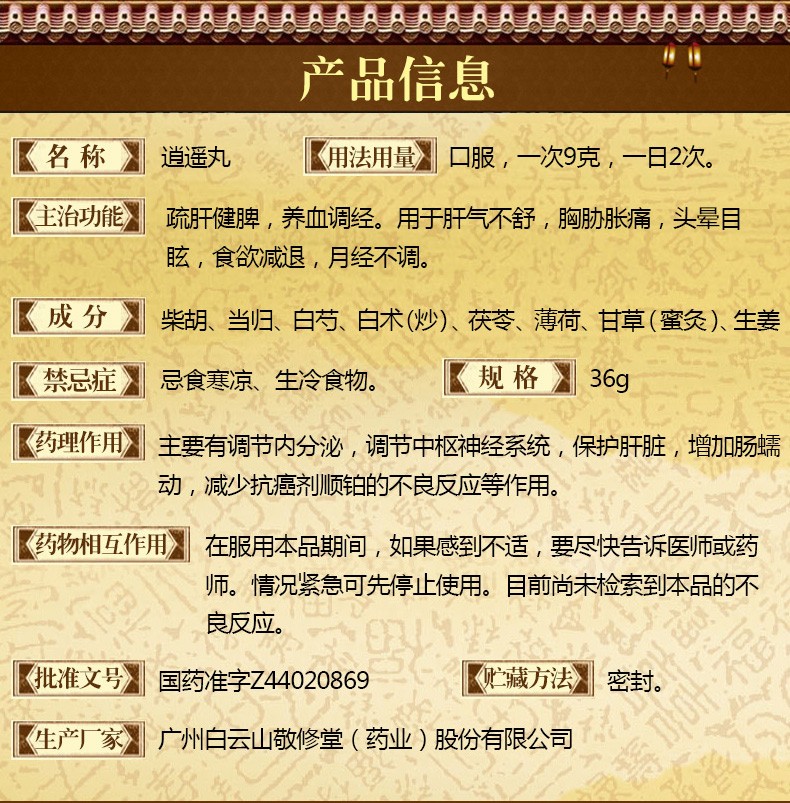 产品信息
名称 逍遥丸 用法用量 口服，一次9克，一日2次。
主治功能 疏肝健脾，养血调经。用于肝气不舒，胸胁胀痛，头晕目
眩，食欲减退，月经不调。
成分 柴胡、当归、白芍、白术(炒)、茯苓、薄荷、甘草(蜜灸)、生姜
禁忌症 忌食寒凉、生冷食物。 规格 36g
药理作用 主要有调节内分泌，调节中枢神经系统，保护肝脏，增加肠蠕
动，减少抗癌剂顺铂的不良反应等作用。
药物相互作用 在服用本品期间，如果感到不适，要尽快告诉医师或药
师。情况紧急可先停止使用。目前尚未检索到本品的不
良反应。
批准文号 国药准字Z44020869 贮藏方法 密封。
生产厂家 广州白云山敬修堂（药业）股份有限公司